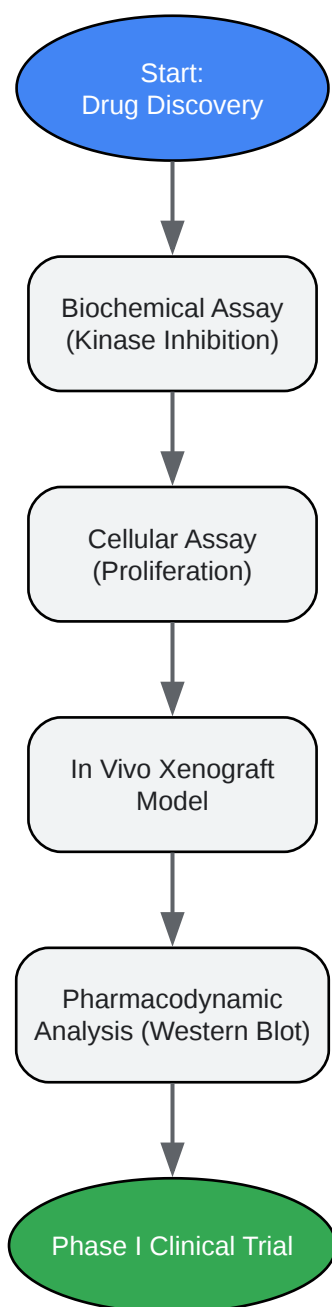 Start:
Drug Discovery
Biochemical Assay
(Kinase Inhibition)
Cellular Assay
(Proliferation)
In Vivo Xenograft
Model
Pharmacodynamic
Analysis (Western Blot)
Phase I Clinical Trial